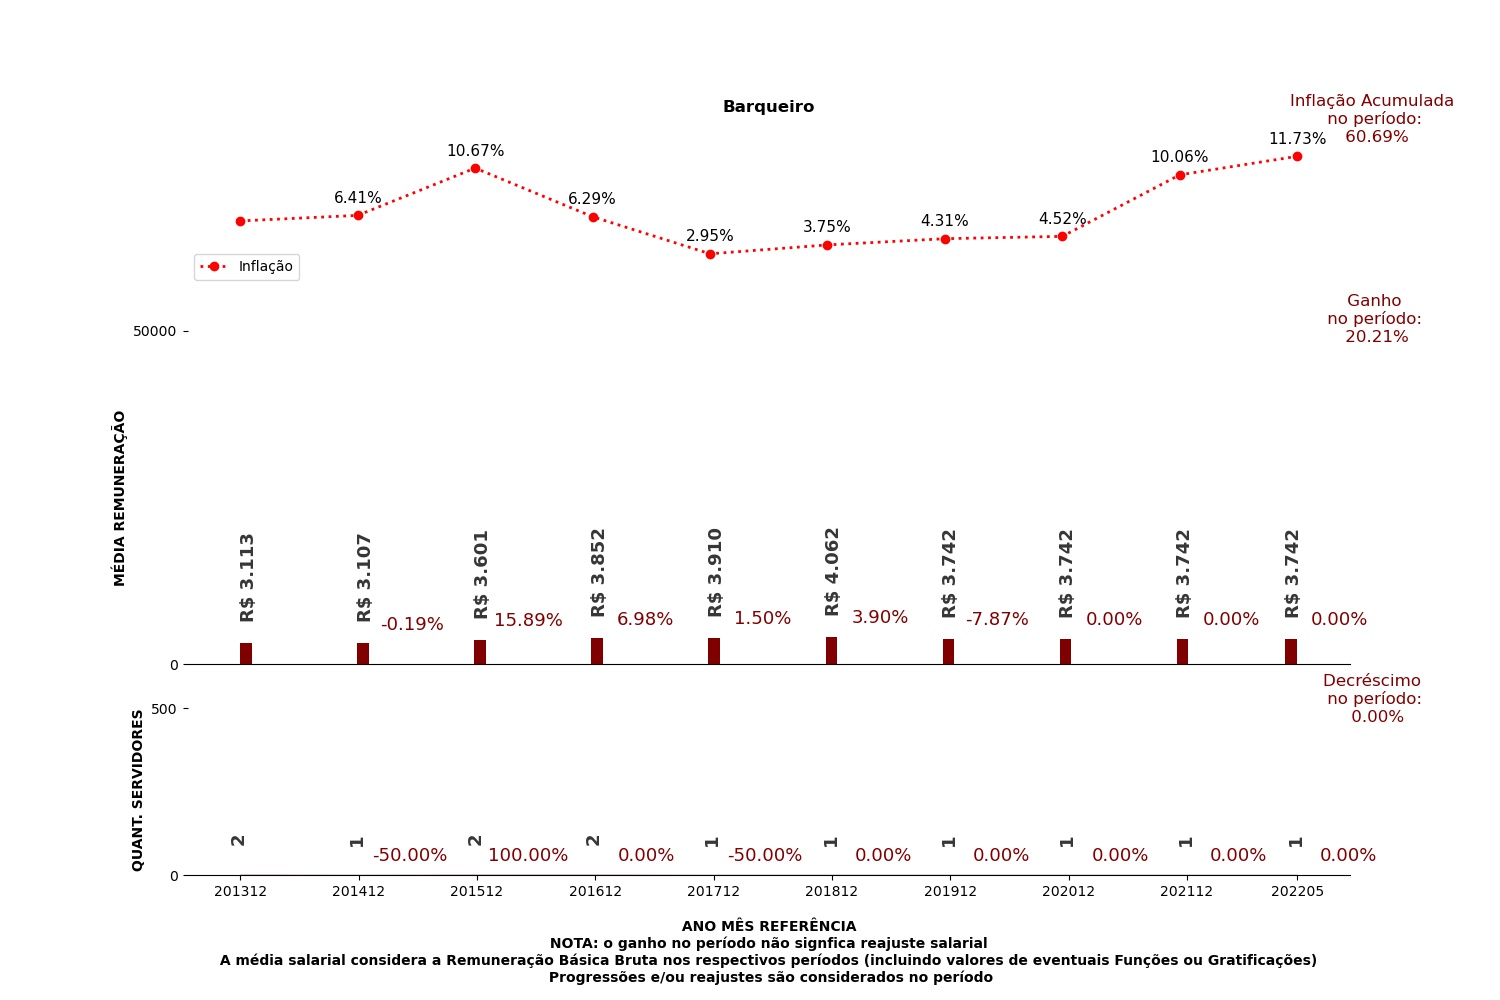 Barqueiro
Inflação Acumulada
no período:
60.69%
6.41%
10.67%
6.29%
2.95%
3.75%
4.31%
4.52%
10.06%
11.73%
Inflação
Ganho
no período:
20.21%
MÉDIA REMUNERAÇÃO
50000
0
R$ 3.113
R$ 3.107
R$ 3.601
R$ 3.852
R$ 3.910
R$ 4.062
R$ 3.742
R$ 3.742
R$ 3.742
R$ 3.742
-0.19%
15.89%
6.98%
1.50%
3.90%
-7.87%
0.00%
0.00%
0.00%
Decréscimo
no período:
0.00%
QUANT. SERVIDORES
500
0
2
1
2
2
1
1
1
1
1
1
-50.00%
100.00%
0.00%
-50.00%
0.00%
0.00%
0.00%
0.00%
0.00%
201312
201412
201512
201612
201712
201812
201912
202012
202112
202205
ANO MÊS REFERÊNCIA
NOTA: o ganho no período não signfica reajuste salarial
A média salarial considera a Remuneração Básica Bruta nos respectivos períodos (incluindo valores de eventuais Funções ou Gratificações)
Progressões e/ou reajustes são considerados no período